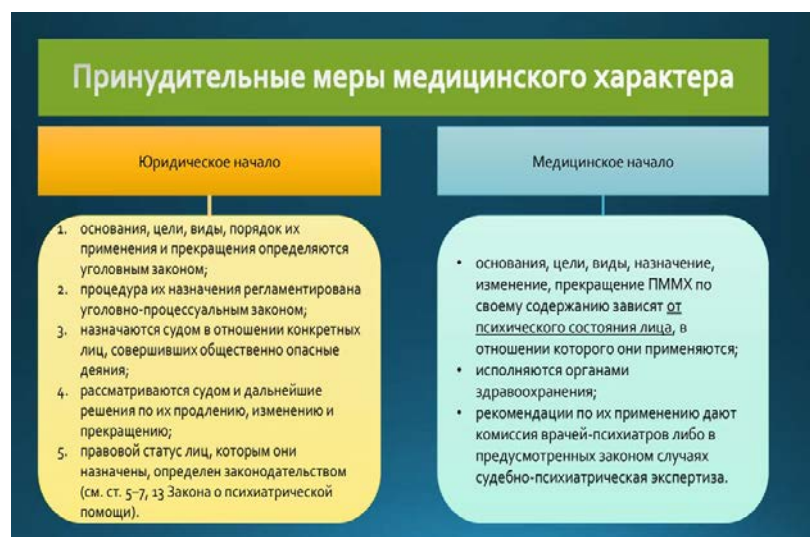 Принудительные меры медицинского характера
Юридическое начало
1. основания, цели, виды, порядок их
применения и прекращения определяются
уголовным законом;
2. процедура их назначения регламентирована
уголовно-процессуальным законом;
3. назначаются судом в отношении конкретных
лиц, совершивших общественно опасные
деяния;
4. рассматриваются судом и дальнейшие
решения по их продлению, изменению и
прекращению;
5. правовой статус лиц, которым они
назначены, определен законодательством
(см. ст. 5–7, 13 Закона о психиатрической
помощи).
Медицинское начало
• основания, цели, виды, назначение,
изменение, прекращение ПММХ по
своему содержанию зависят от
психического состояния лица, в
отношении которого они применяются;
• исполняются органами
здравоохранения;
• рекомендации по их применению дают
комиссия врачей-психиатров либо в
предусмотренных законом случаях
судебно-психиатрическая экспертиза.